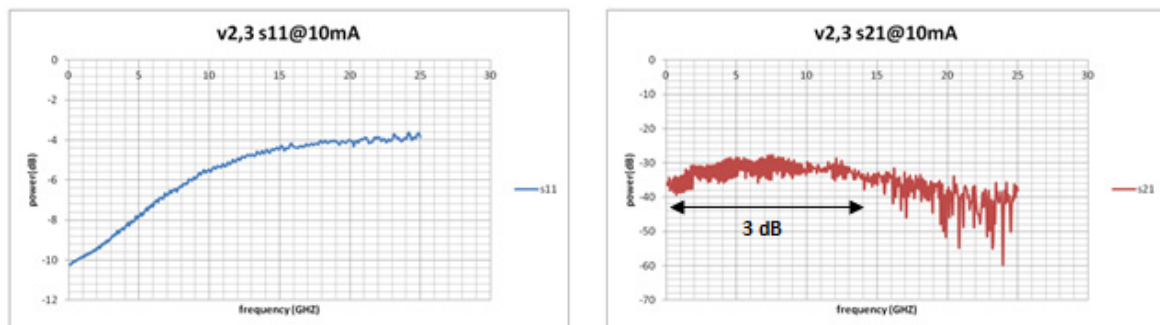 v2,3 s11@10mA
0
0 5 10 15 20 25 30
-2
-4
-6
-8
-10
-12
power(dB)
frequency (GHZ)
s11
v2,3 s21@10mA
0
0 5 10 15 20 25 30
-10
-20
-30
-40
-50
-60
-70
power(dB)
frequency (GHZ)
3 dB
s21